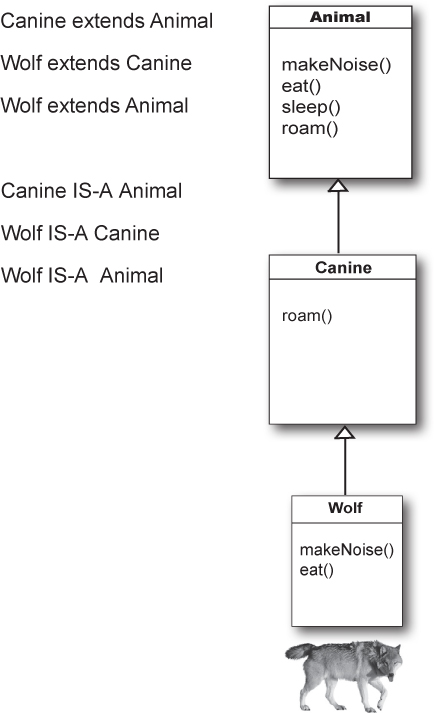 Canine extends Animal
Wolf extends Canine
Wolf extends Animal
Canine IS-A Animal
Wolf IS-A Canine
Wolf IS-A Animal
Animal
makeNoise()
eat()
sleep()
roam()
Canine
roam()
Wolf
makeNoise()
eat()